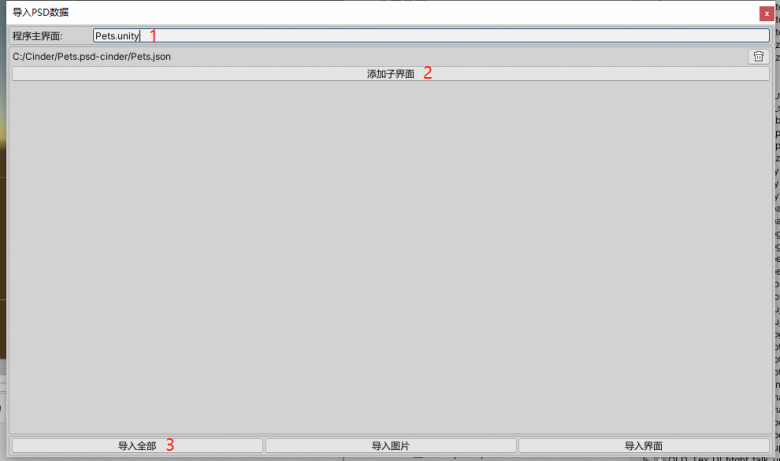 导入PSD数据
x
程序主界面: Pets.unity 1
C:/Cinder/Pets.psd-cinder/Pets.json
添加子界面 2
导入全部 3 导入图片 导入界面